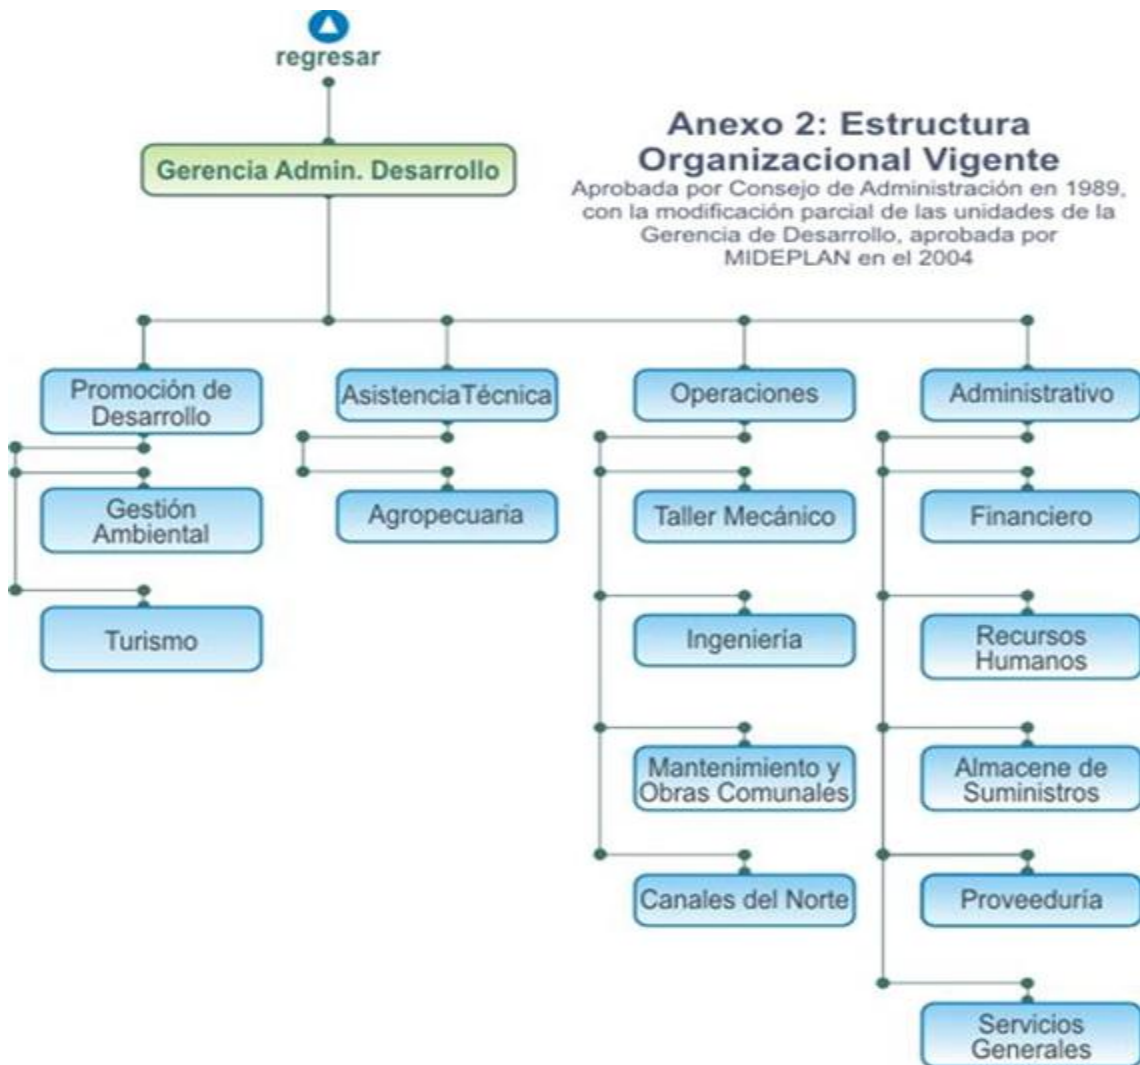 regresar
Gerencia Admin. Desarrollo
Anexo 2: Estructura
Organizacional Vigente
Aprobada por Consejo de Administración en 1989,
con la modificación parcial de las unidades de la
Gerencia de Desarrollo, aprobada por
MIDEPLAN en el 2004
Promoción de
Desarrollo
AsistenciaTécnica
Operaciones
Administrativo
Gestión
Ambiental
Agropecuaria
Taller Mecánico
Financiero
Turismo
Ingeniería
Recursos
Humanos
Mantenimiento y
Obras Comunales
Almacene de
Suministros
Canales del Norte
Proveeduría
Servicios
Generales